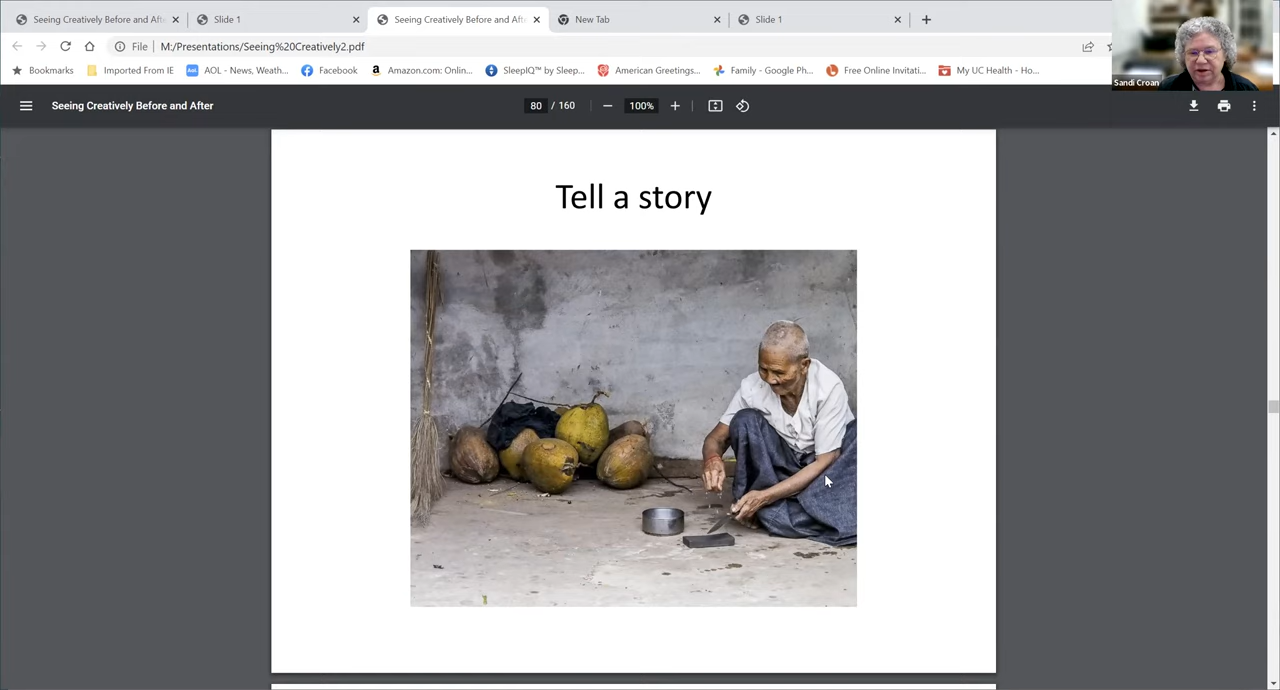 Seeing Creatively Before and Aft
Slide 1
Seeing Creatively Before and Aft
New Tab
Slide 1
File M:/Presentations/Seeing%20Creatively2.pdf
Bookmarks Imported From IE AOL - News, Weath... Facebook Amazon.com: Onlin... SleepIQ™ by Sleep... American Greetings... Family - Google Ph... Free Online Invitati... My UC Health - Ho...
Sandi Croan
Seeing Creatively Before and After 80 / 160 100%
Tell a story